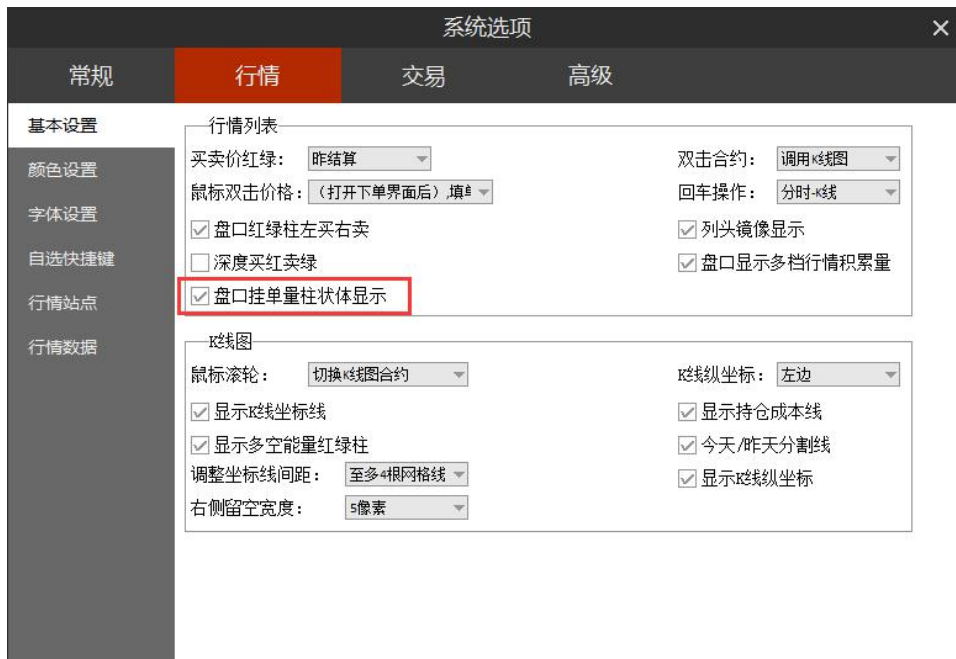 系统选项
常规 行情 交易 高级
基本设置
颜色设置
字体设置
自选快捷键
行情站点
行情数据
行情列表
买卖价红绿： 昨结算 双击合约： 调用K线图
鼠标双击价格： （打开下单界面后）,填单 回车操作： 分时-K线
盘口红绿柱左买右卖 列头镜像显示
深度买红卖绿 盘口显示多档行情积累量
盘口挂单量柱状体显示
K线图
鼠标滚轮： 切换K线图合约 K线纵坐标： 左边
显示K线坐标线 显示持仓成本线
显示多空能量红绿柱 今天/昨天分割线
调整坐标线间距： 至多4根网格线 显示K线纵坐标
右侧留空宽度： 5像素